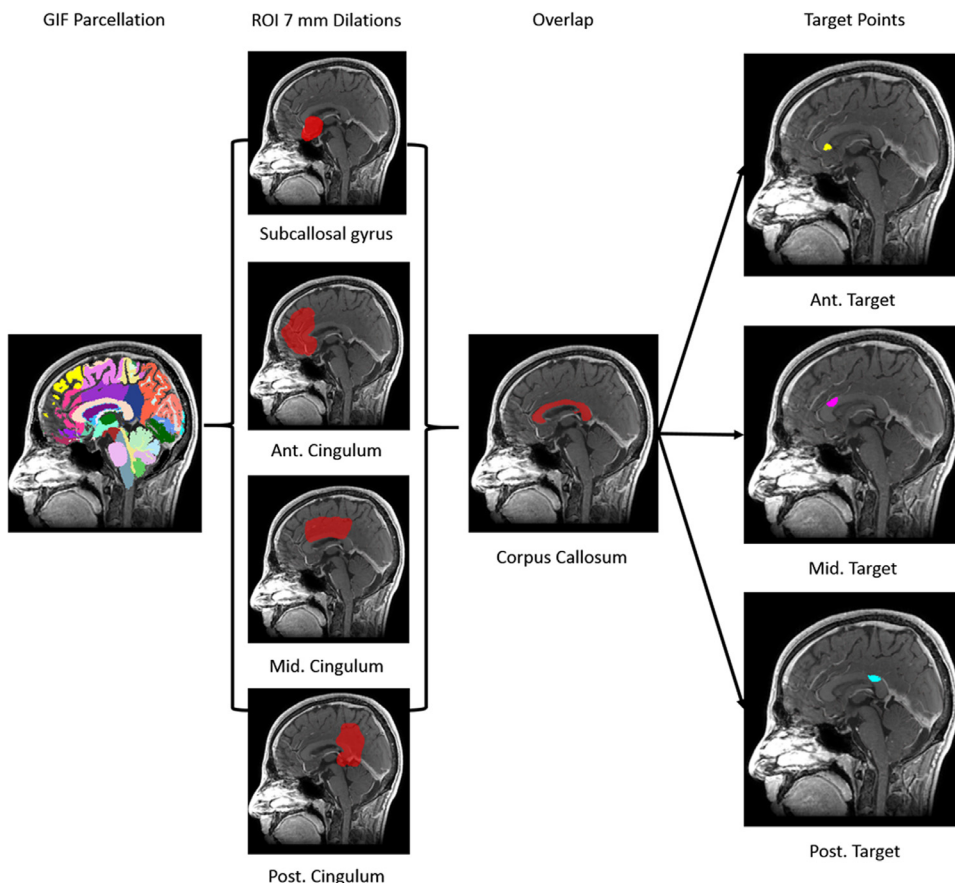 GIF Parcellation
ROI 7 mm Dilations
Overlap
Target Points
Subcallosal gyrus
Ant. Cingulum
Mid. Cingulum
Post. Cingulum
Corpus Callosum
Ant. Target
Mid. Target
Post. Target